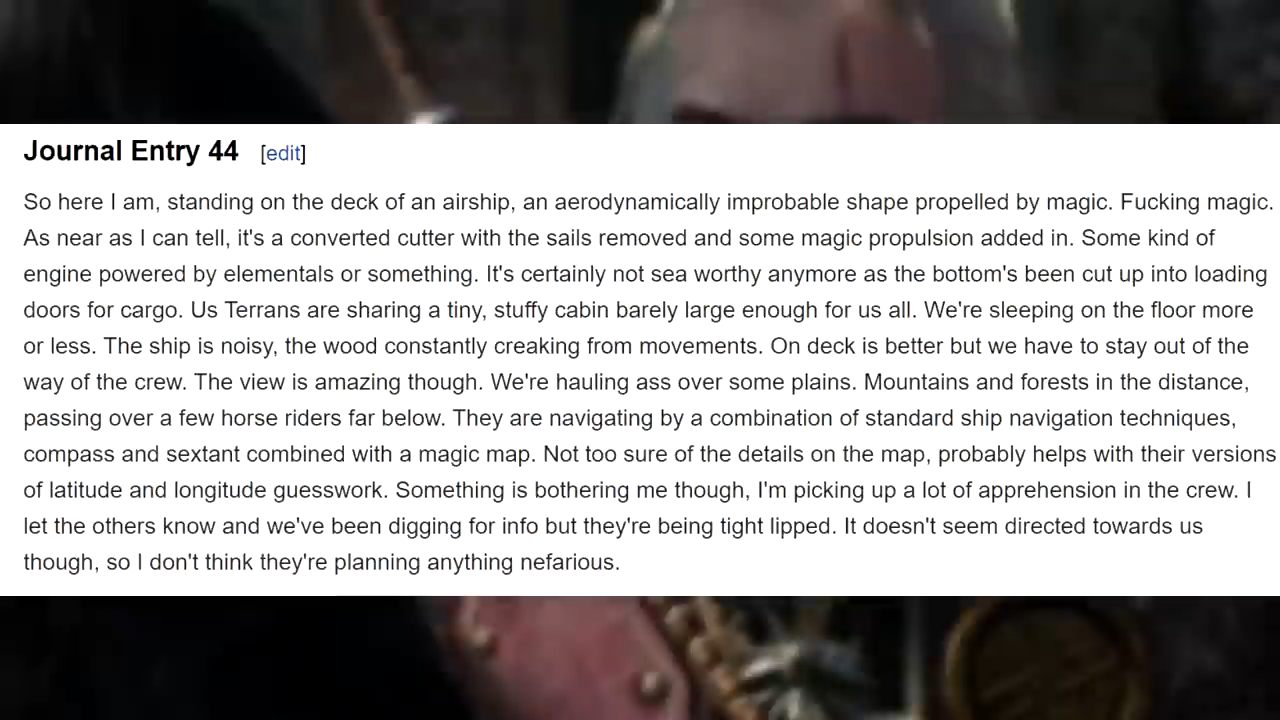 Journal Entry 44 [edit]
So here I am, standing on the deck of an airship, an aerodynamically improbable shape propelled by magic. Fucking magic.
As near as I can tell, it's a converted cutter with the sails removed and some magic propulsion added in. Some kind of
engine powered by elementals or something. It's certainly not sea worthy anymore as the bottom's been cut up into loading
doors for cargo. Us Terrans are sharing a tiny, stuffy cabin barely large enough for us all. We're sleeping on the floor more
or less. The ship is noisy, the wood constantly creaking from movements. On deck is better but we have to stay out of the
way of the crew. The view is amazing though. We're hauling ass over some plains. Mountains and forests in the distance,
passing over a few horse riders far below. They are navigating by a combination of standard ship navigation techniques,
compass and sextant combined with a magic map. Not too sure of the details on the map, probably helps with their versions
of latitude and longitude guesswork. Something is bothering me though, I'm picking up a lot of apprehension in the crew. I
let the others know and we've been digging for info but they're being tight lipped. It doesn't seem directed towards us
though, so I don't think they're planning anything nefarious.